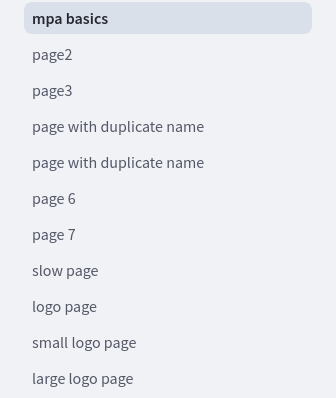 mpa basics
page2
page3
page with duplicate name
page with duplicate name
page 6
page 7
slow page
logo page
small logo page
large logo page